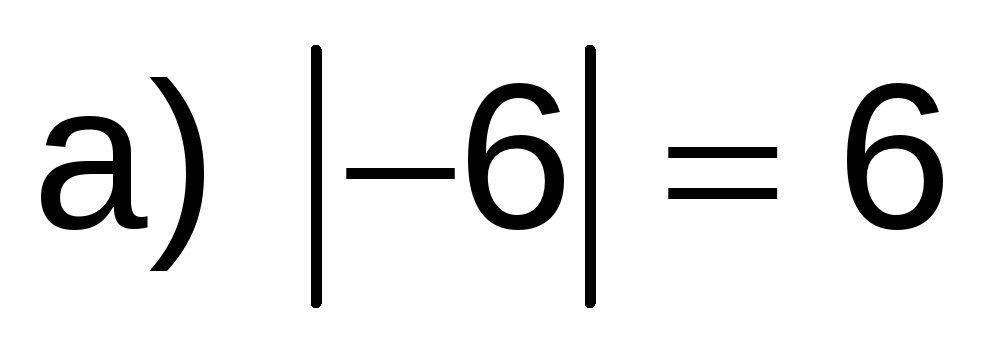 a) |−6| = 6